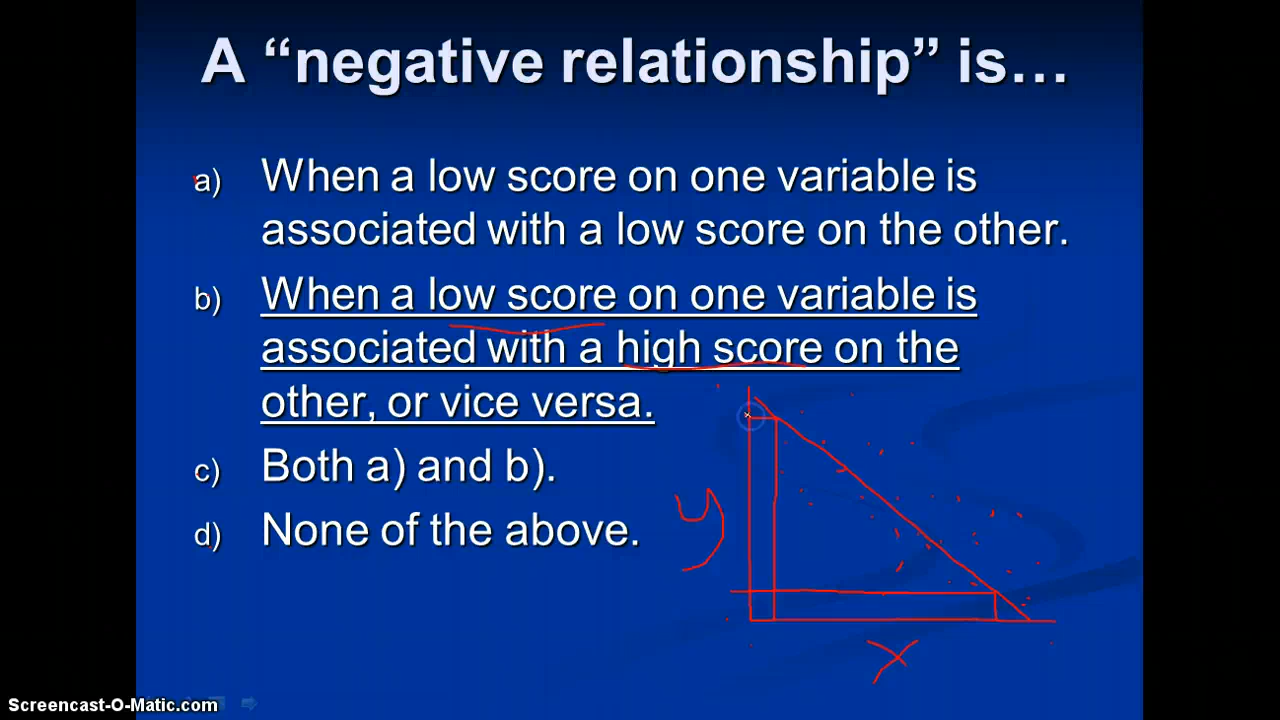 A “negative relationship” is…
a) When a low score on one variable is
associated with a low score on the other.
b) When a low score on one variable is
associated with a high score on the
other, or vice versa.
c) Both a) and b).
d) None of the above.
y
x
Screencast-O-Matic.com